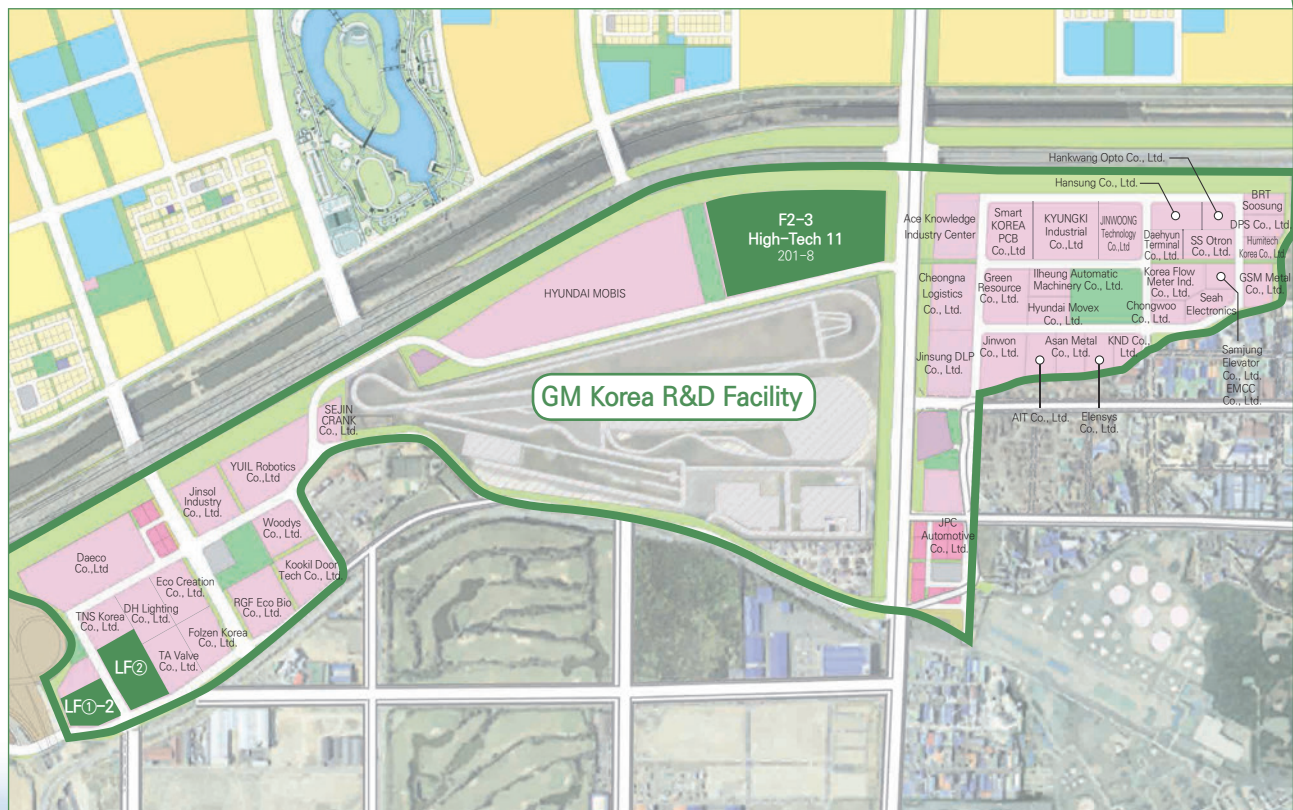 Hankwang Opto Co., Ltd.
Hansung Co., Ltd.
BRT
Soosung
DPS Co., Ltd.
Humitech
Korea Co., Ltd.
F2-3
High-Tech 11
201-8
Ace Knowledge
Industry Center
Smart
KOREA
PCB
Co.,Ltd
KYUNGKI
Industrial
Co.,Ltd
JINWOONG
Technology
Co.,Ltd
Daehyun
Terminal
Co., Ltd.
SS Otron
Co., Ltd.
HYUNDAI MOBIS
Cheongna
Logistics
Co., Ltd.
Green
Resource
Co., Ltd.
Ilheung Automatic
Machinery Co., Ltd.
Hyundai Movex
Co., Ltd.
Korea Flow
Meter Ind.
Co., Ltd.
Chongwoo
Co., Ltd.
Seah
Electronics
GSM Metal
Co., Ltd.
Jinsung DLP
Co., Ltd.
Jinwon
Co., Ltd.
Asan Metal
Co., Ltd.
KND Co.,
Ltd.
Samjung
Elevator
Co., Ltd.
EMCC
Co., Ltd.
AIT Co., Ltd.
Elensys
Co., Ltd.
GM Korea R&D Facility
SEJIN
CRANK
Co., Ltd.
YUIL Robotics
Co.,Ltd
Jinsol
Industry
Co., Ltd.
Woodys
Co., Ltd.
JPC
Automotive
Co., Ltd.
Daeco
Co.,Ltd
Kookil Door
Tech Co., Ltd.
Eco Creation
Co., Ltd.
RGF Eco Bio
Co., Ltd.
DH Lighting
Co., Ltd.
TNS Korea
Co., Ltd.
Folzen Korea
Co., Ltd.
TA Valve
Co., Ltd.
LF②
LF①-2